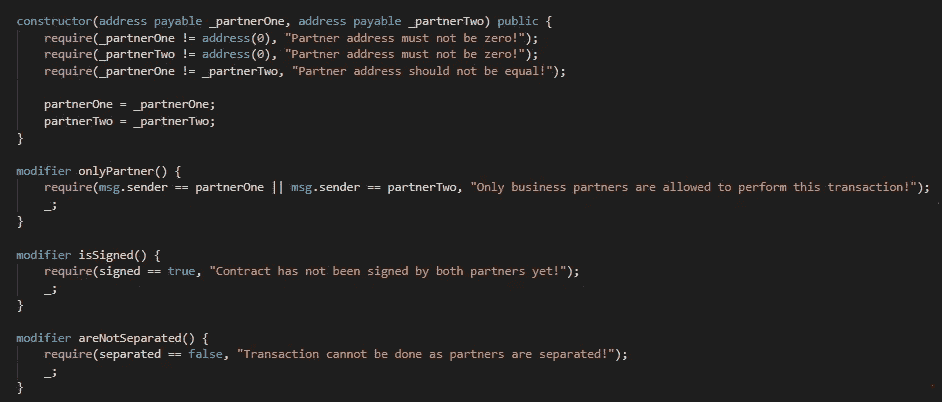 constructor(address payable _partnerOne, address payable _partnerTwo) public {
require(_partnerOne != address(0), "Partner address must not be zero!");
require(_partnerTwo != address(0), "Partner address must not be zero!");
require(_partnerOne != _partnerTwo, "Partner address should not be equal!");
partnerOne = _partnerOne;
partnerTwo = _partnerTwo;
}
modifier onlyPartner() {
require(msg.sender == partnerOne || msg.sender == partnerTwo, "Only business partners are allowed to perform this transaction!");
_;
}
modifier isSigned() {
require(signed == true, "Contract has not been signed by both partners yet!");
_;
}
modifier areNotSeparated() {
require(separated == false, "Transaction cannot be done as partners are separated!");
_;
}